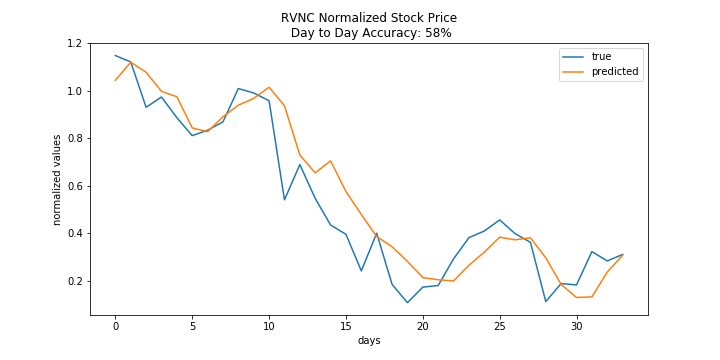 RVNC Normalized Stock Price
Day to Day Accuracy: 58%
true
predicted
normalized values
1.2
1.0
0.8
0.6
0.4
0.2
0 5 10 15 20 25 30
days